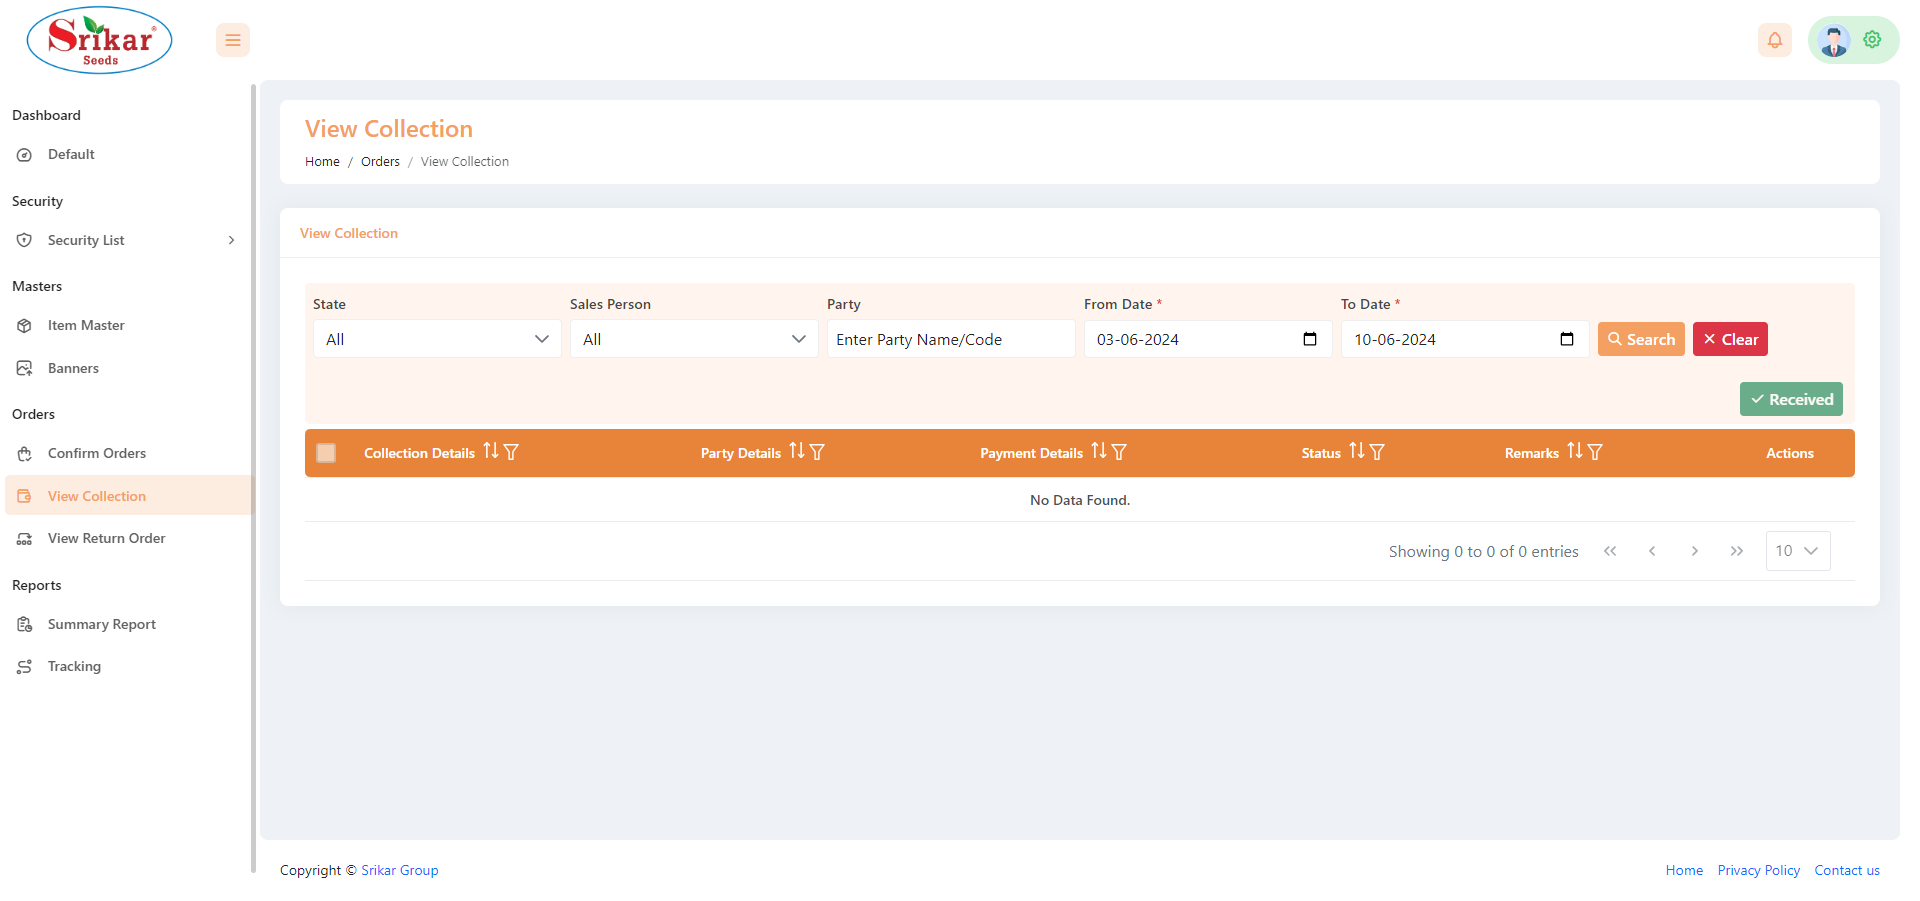 Srikar®
Seeds
Dashboard
Default
Security
Security List
Masters
Item Master
Banners
Orders
Confirm Orders
View Collection
View Return Order
Reports
Summary Report
Tracking
View Collection
Home / Orders / View Collection
View Collection
State Sales Person Party From Date * To Date *
All All Enter Party Name/Code 03-06-2024 10-06-2024 Search Clear
Received
Collection Details Party Details Payment Details Status Remarks Actions
No Data Found.
Showing 0 to 0 of 0 entries 10
Copyright © Srikar Group Home Privacy Policy Contact us